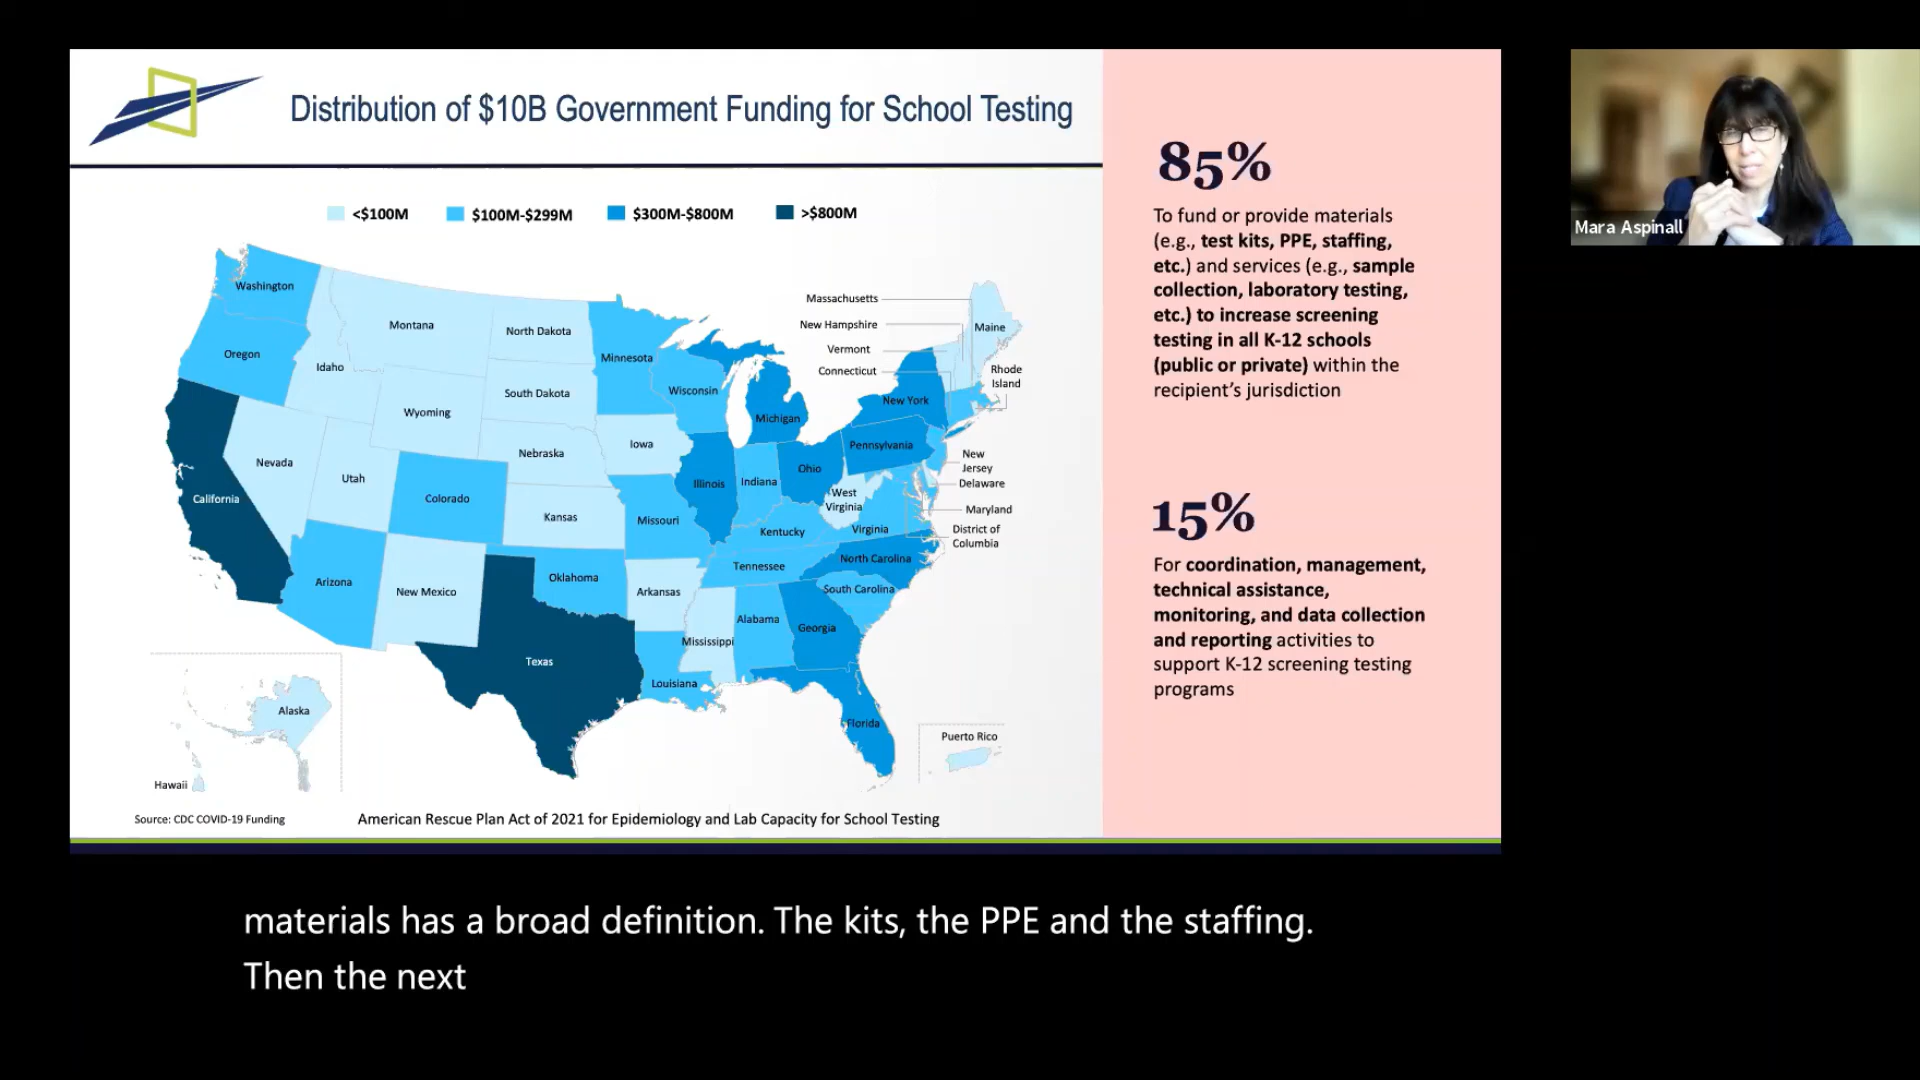 Distribution of $10B Government Funding for School Testing
<$100M
$100M-$299M
$300M-$800M
>$800M
Washington
Oregon
Montana
Idaho
North Dakota
South Dakota
Wyoming
Nebraska
Minnesota
Wisconsin
Iowa
Michigan
Nevada
Utah
California
Colorado
Kansas
Missouri
Illinois
Indiana
Ohio
Pennsylvania
New York
Massachusetts
New Hampshire
Vermont
Connecticut
Maine
Rhode
Island
New
Jersey
Delaware
Maryland
District of
Columbia
West
Virginia
Virginia
Kentucky
North Carolina
Tennessee
South Carolina
Arizona
New Mexico
Oklahoma
Arkansas
Texas
Louisiana
Mississippi
Alabama
Georgia
Florida
Alaska
Hawaii
Puerto Rico
Source: CDC COVID-19 Funding
American Rescue Plan Act of 2021 for Epidemiology and Lab Capacity for School Testing
85%
To fund or provide materials
(e.g., test kits, PPE, staffing,
etc.) and services (e.g., sample
collection, laboratory testing,
etc.) to increase screening
testing in all K-12 schools
(public or private) within the
recipient's jurisdiction
15%
For coordination, management,
technical assistance,
monitoring, and data collection
and reporting activities to
support K-12 screening testing
programs
Mara Aspinall
materials has a broad definition. The kits, the PPE and the staffing.
Then the next